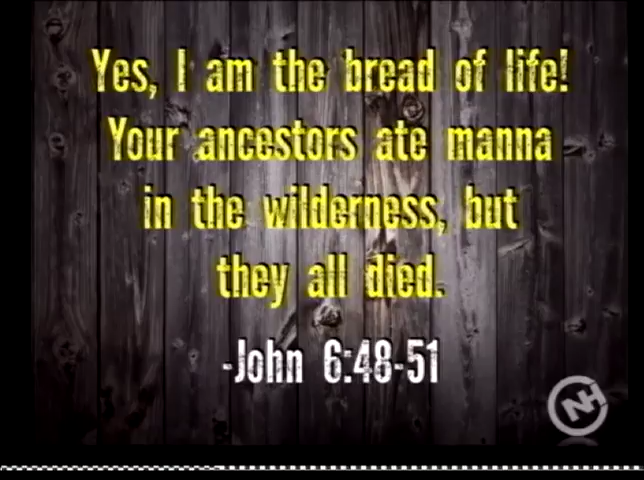 Yes, I am the bread of life!
Your ancestors ate manna
in the wilderness, but
they all died.
-John 6:48-51
NH